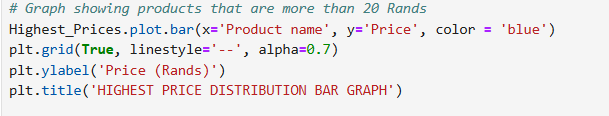 # Graph showing products that are more than 20 Rands
Highest_Prices.plot.bar(x='Product name', y='Price', color = 'blue')
plt.grid(True, linestyle='--', alpha=0.7)
plt.ylabel('Price (Rands)')
plt.title('HIGHEST PRICE DISTRIBUTION BAR GRAPH')